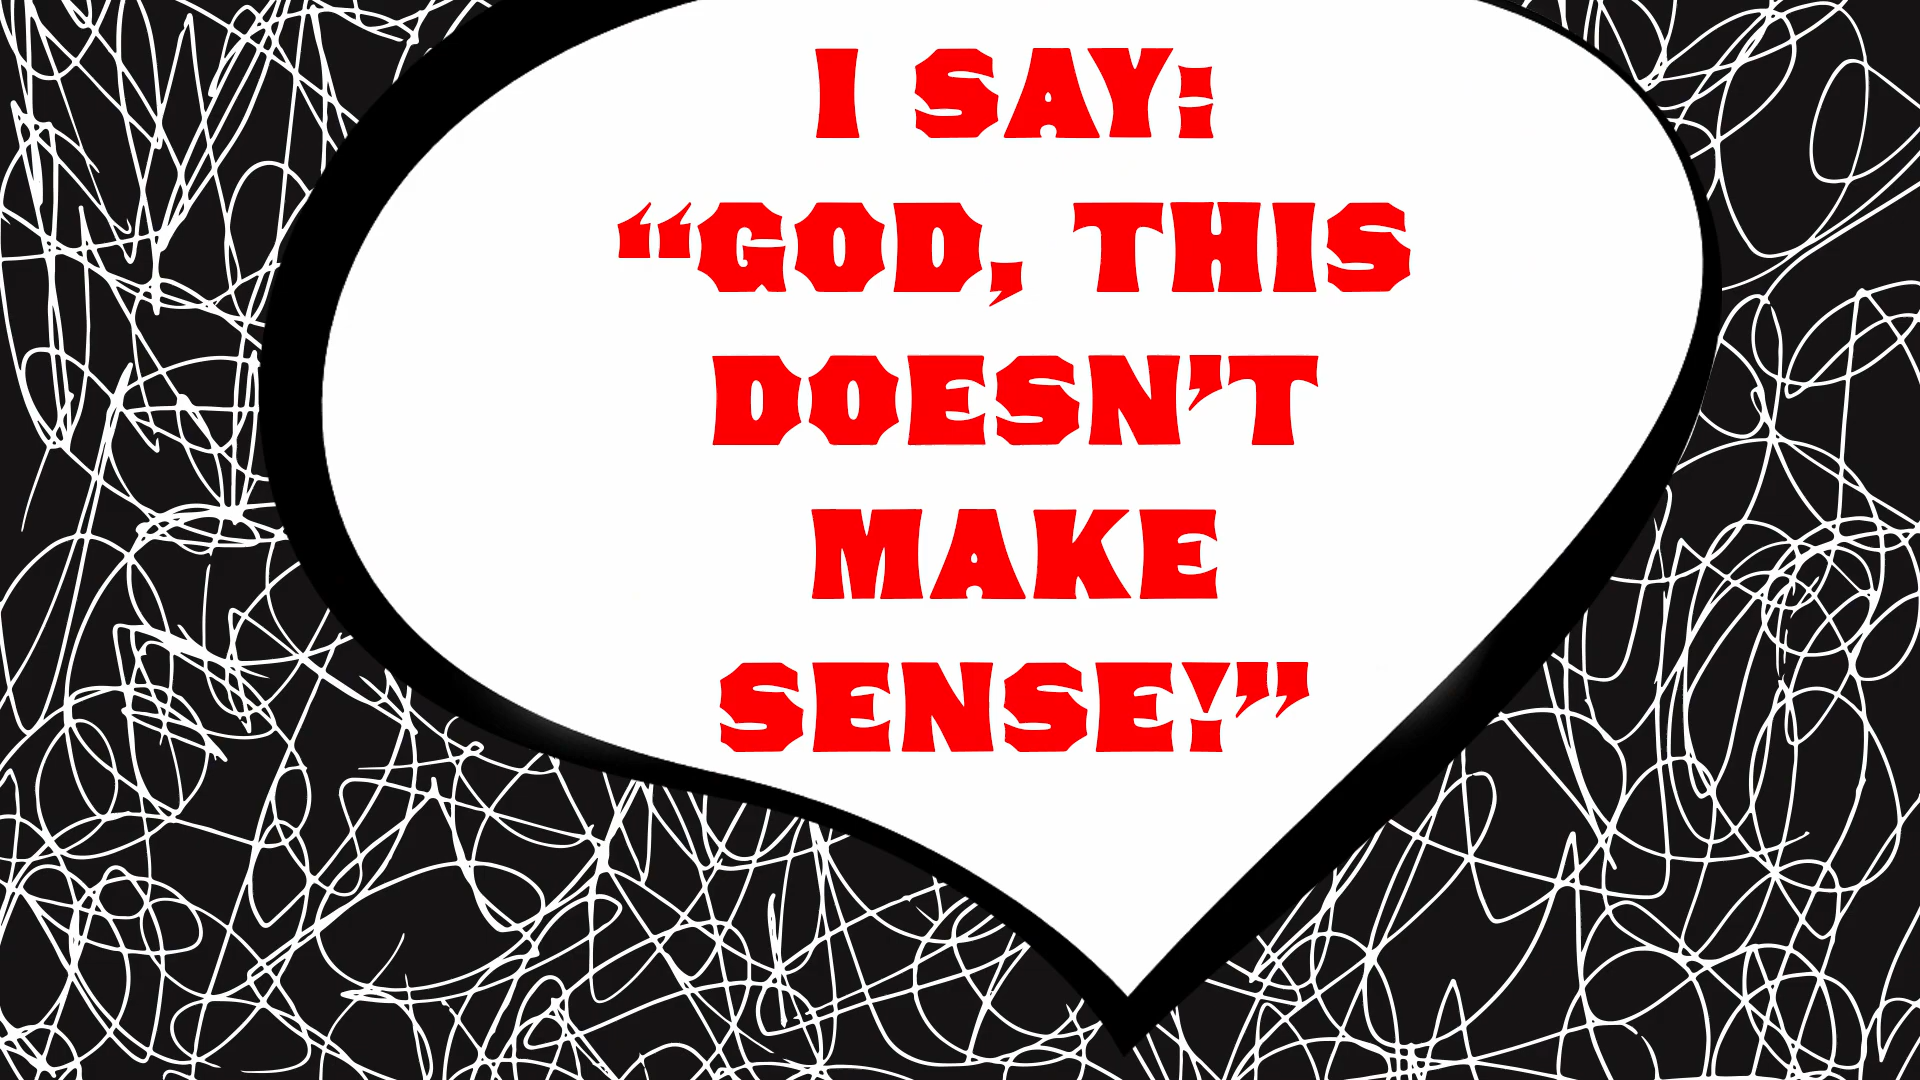 I SAY:
“GOD, THIS
DOESN’T
MAKE
SENSE!”